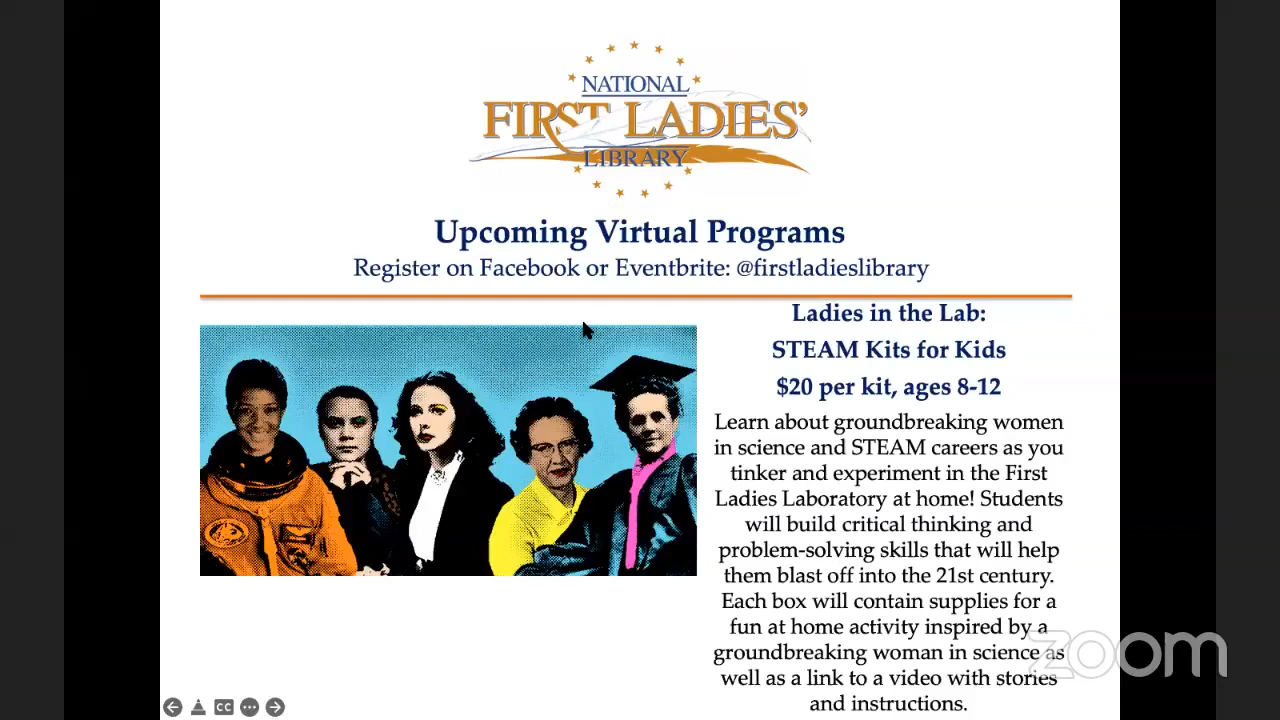 NATIONAL
FIRST LADIES'
LIBRARY
Upcoming Virtual Programs
Register on Facebook or Eventbrite: @firstladieslibrary
Ladies in the Lab:
STEAM Kits for Kids
$20 per kit, ages 8-12
Learn about groundbreaking women
in science and STEAM careers as you
tinker and experiment in the First
Ladies Laboratory at home! Students
will build critical thinking and
problem-solving skills that will help
them blast off into the 21st century.
Each box will contain supplies for a
fun at home activity inspired by a
groundbreaking woman in science as
well as a link to a video with stories
and instructions.
zoom
CC